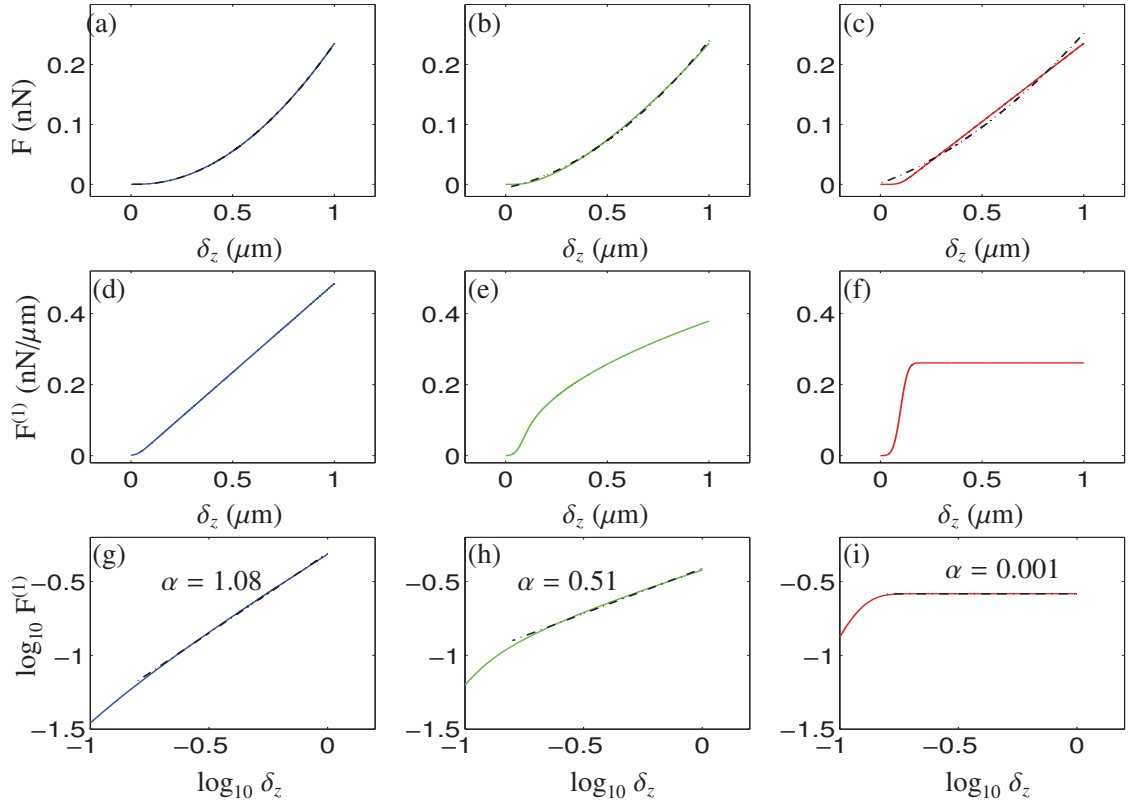 (a)
F (nN)
0.2
0.1
0
0 0.5 1
δz (μm)
(b)
0.2
0.1
0
0 0.5 1
δz (μm)
(c)
0.2
0.1
0
0 0.5 1
δz (μm)
(d)
F(1) (nN/μm)
0.4
0.2
0
0 0.5 1
δz (μm)
(e)
0.4
0.2
0
0 0.5 1
δz (μm)
(f)
0.4
0.2
0
0 0.5 1
δz (μm)
(g)
α = 1.08
log10 F(1)
−0.5
−1
−1.5
−1 −0.5 0
log10 δz
(h)
α = 0.51
−0.5
−1
−1.5
−1 −0.5 0
log10 δz
(i)
α = 0.001
−0.5
−1
−1.5
−1 −0.5 0
log10 δz